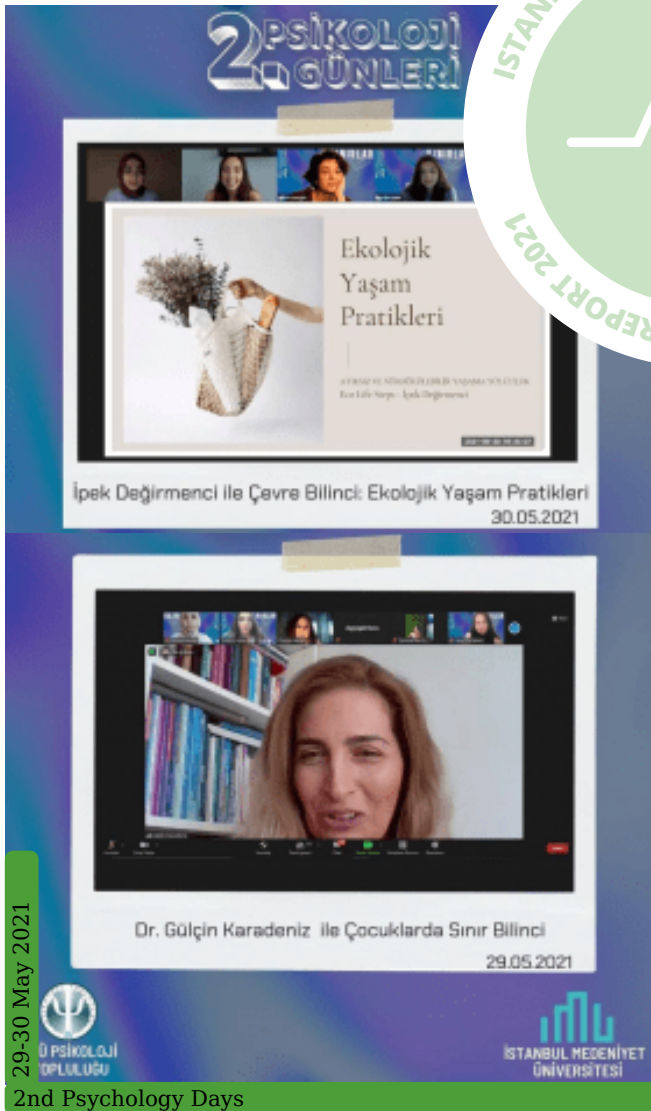 2. PSİKOLOJİ
GÜNLERİ
ISTAN
REPORT 2021
Ekolojik
Yaşam
Pratikleri
Eco Life Steps - İpek Değirmenci
İpek Değirmenci ile Çevre Bilinci: Ekolojik Yaşam Pratikleri
30.05.2021
Dr. Gülçin Karadeniz ile Çocuklarda Sınır Bilinci
29.05.2021
29-30 May 2021
Ü PSİKOLOJİ
OPLULUĞU
İSTANBUL MEDENİYET
ÜNİVERSİTESİ
2nd Psychology Days